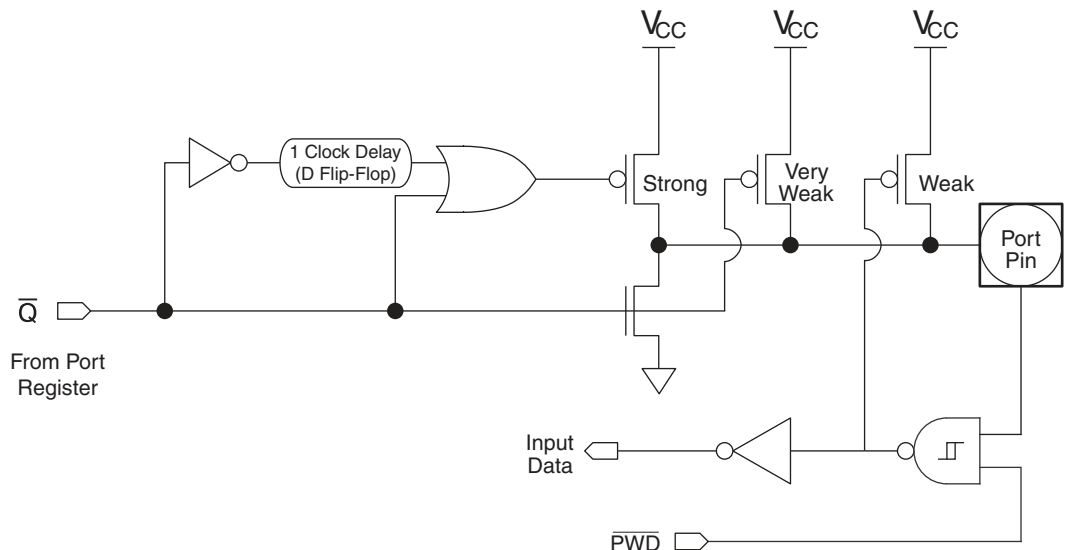 VCC
VCC
VCC
1 Clock Delay
(D Flip-Flop)
Strong
Very
Weak
Weak
Port
Pin
Q̅
From Port
Register
Input
Data
P̅W̅D̅